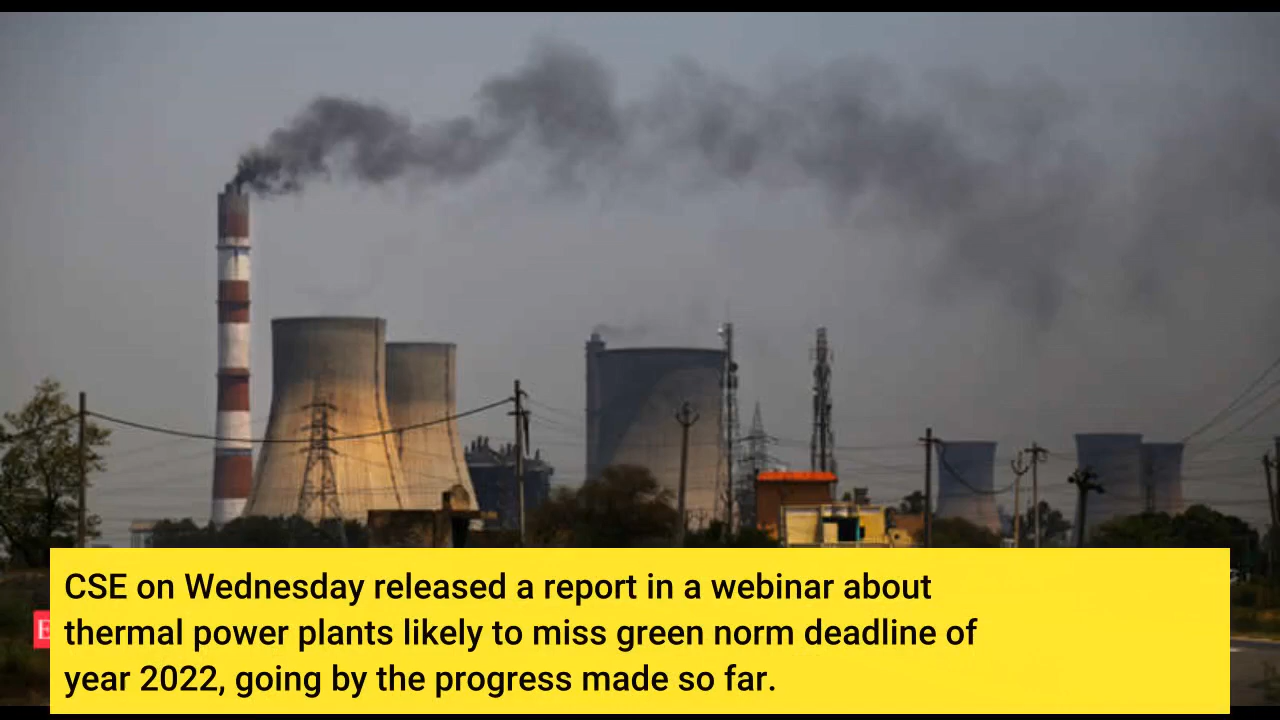 CSE on Wednesday released a report in a webinar about
thermal power plants likely to miss green norm deadline of
year 2022, going by the progress made so far.